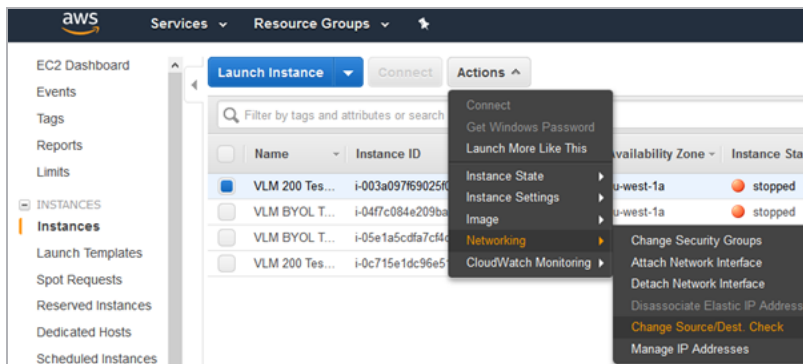 aws Services Resource Groups
EC2 Dashboard
Events
Tags
Reports
Limits
INSTANCES
Instances
Launch Templates
Spot Requests
Reserved Instances
Dedicated Hosts
Scheduled Instances
Launch Instance Connect Actions
Filter by tags and attributes or search
Name Instance ID vailability Zone Instance Sta
VLM 200 Tes... i-003a097f69025f u-west-1a stopped
VLM BYOL T... i-04f7c084e209ba u-west-1a stopped
VLM BYOL T... i-05e1a5cdfa7cf4
VLM 200 Tes... i-0c715e1dc96e5
Connect
Get Windows Password
Launch More Like This
Instance State
Instance Settings
Image
Networking
CloudWatch Monitoring
Change Security Groups
Attach Network Interface
Detach Network Interface
Disassociate Elastic IP Address
Change Source/Dest. Check
Manage IP Addresses